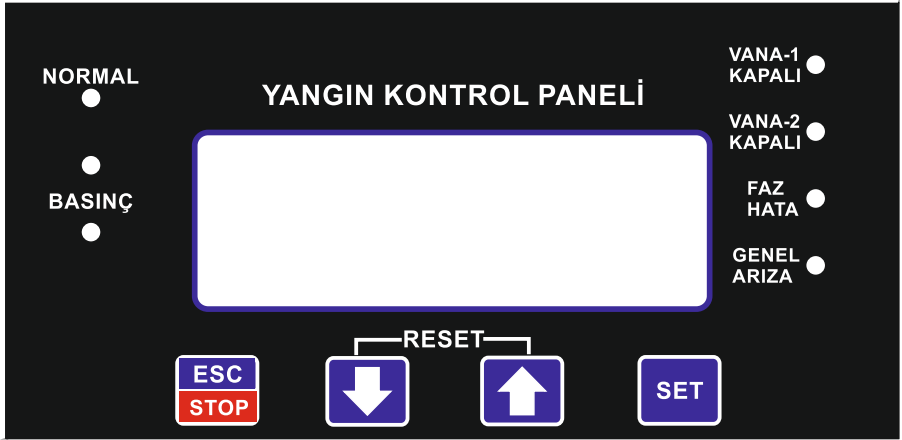 YANGIN KONTROL PANELİ
NORMAL
BASINÇ
VANA-1
KAPALI
VANA-2
KAPALI
FAZ
HATA
GENEL
ARIZA
RESET
ESC
STOP
SET